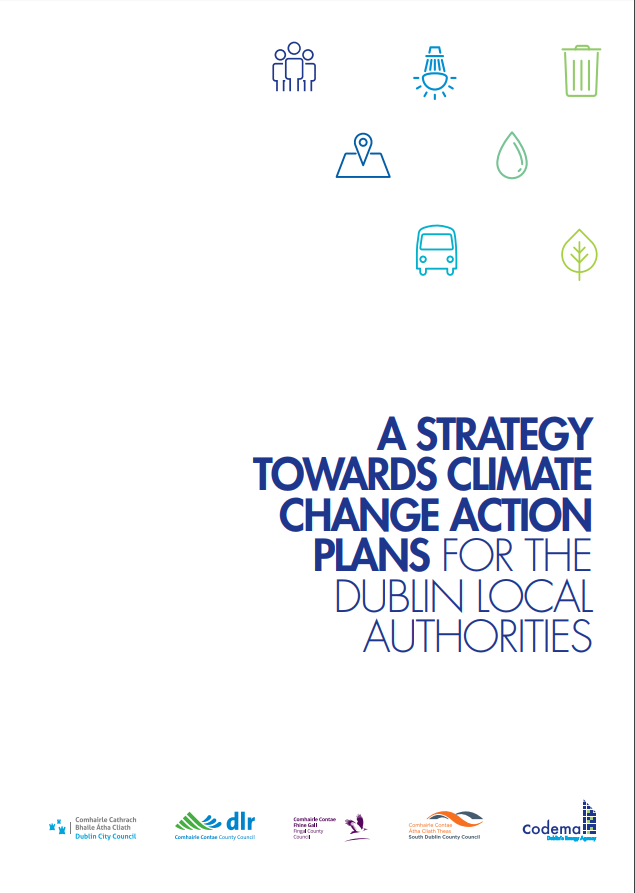 A STRATEGY
TOWARDS CLIMATE
CHANGE ACTION
PLANS FOR THE
DUBLIN LOCAL
AUTHORITIES
Comhairle Cathrach
Bhaile Átha Cliath
Dublin City Council
dlr
Comhairle Contae County Council
Comhairle Contae
Fhine Gall
Fingal County
Council
Comhairle Contae
Átha Cliath Theas
South Dublin County Council
Codema
Dublin's Energy Agency